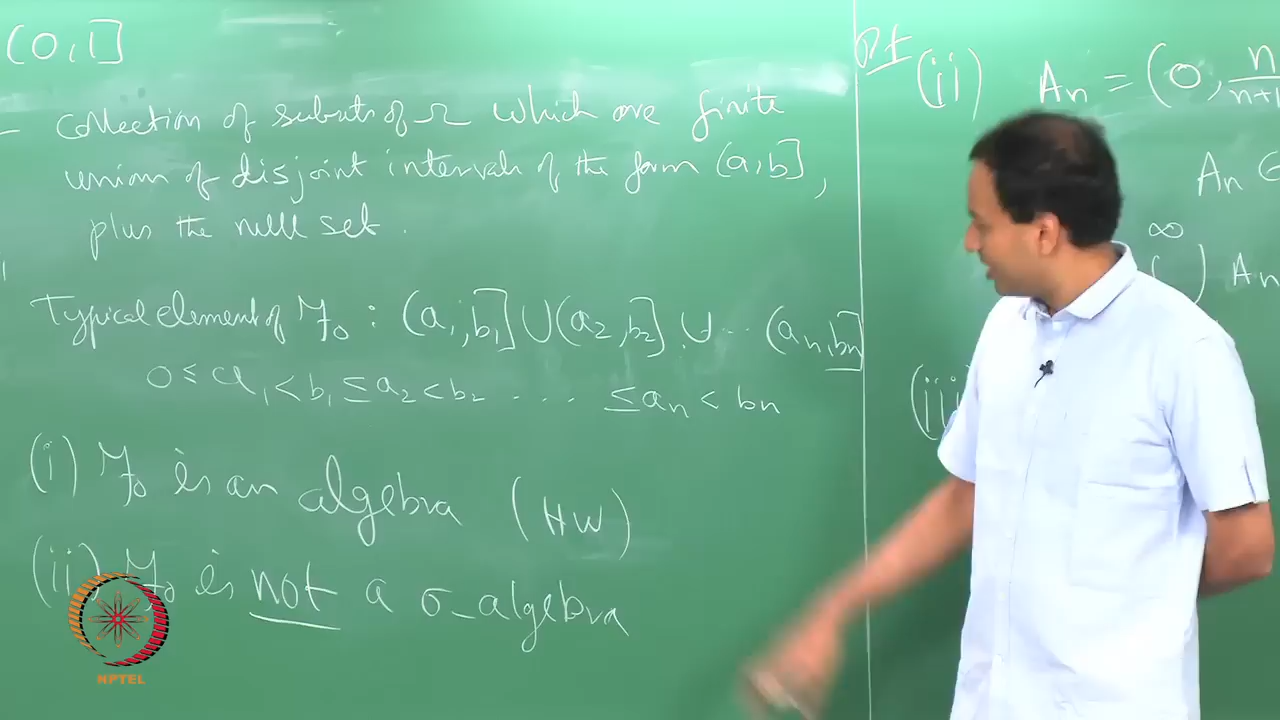 (0,1]
– collection of subsets of Ω which are finite
union of disjoint intervals of the form (a,b],
plus the null set.
Typical element of ℱ₀ : (a₁,b₁] ∪ (a₂,b₂] ∪ ... (aₙ,bₙ]
0 ≤ a₁ < b₁ ≤ a₂ < b₂ .... ≤ aₙ < bₙ
(i) ℱ₀ is an algebra (HW)
(ii) ℱ₀ is not a σ-algebra
Pf (ii) Aₙ = (0, n/n+1
Aₙ ∈
∞
Aₙ
(iii)
NPTEL